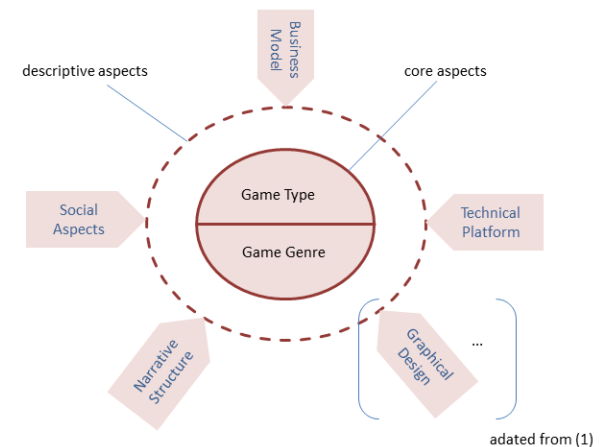 Business
Model
descriptive aspects
core aspects
Game Type
Social
Aspects
Technical
Platform
Game Genre
Narrative
Structure
Graphical
Design
...
adated from (1)